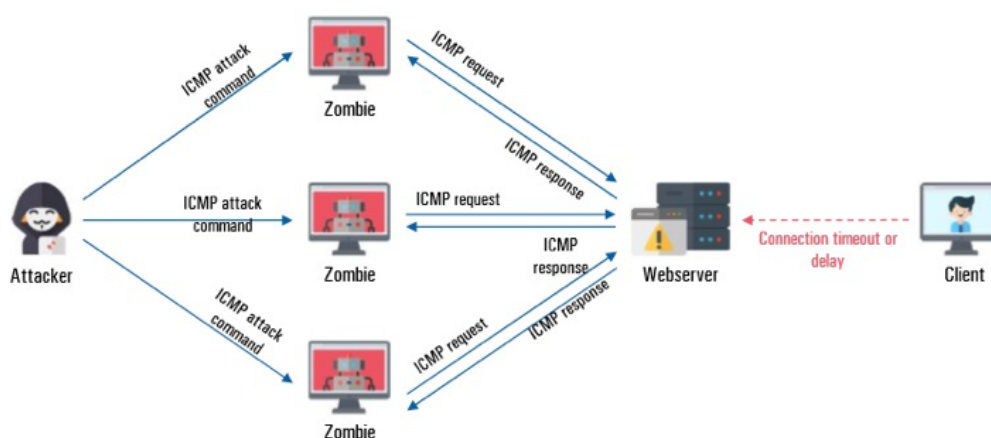 ICMP attack
command
Zombie
ICMP request
ICMP response
Attacker
ICMP attack
command
Zombie
ICMP request
ICMP
response
Webserver
Connection timeout or
delay
Client
ICMP attack
command
Zombie
ICMP request
ICMP response